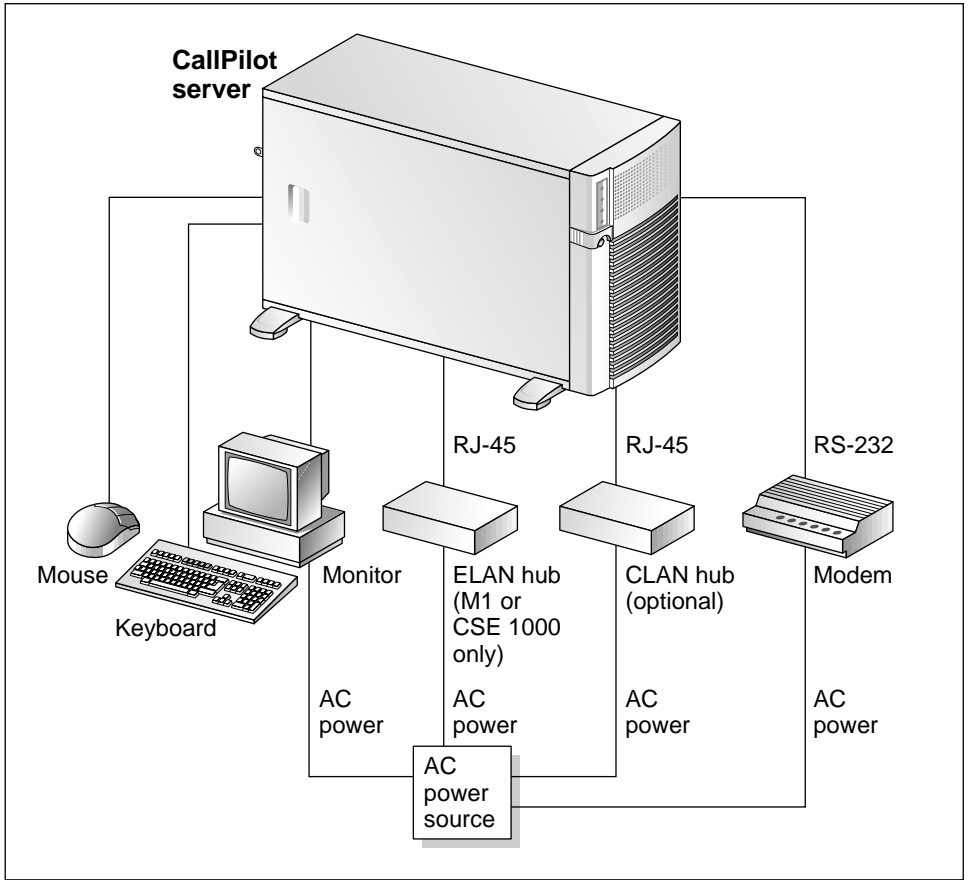 CallPilot
server
RJ-45
RJ-45
RS-232
Mouse
Keyboard
Monitor
ELAN hub
(M1 or
CSE 1000
only)
CLAN hub
(optional)
Modem
AC
power
AC
power
AC
power
AC
power
AC
power
source